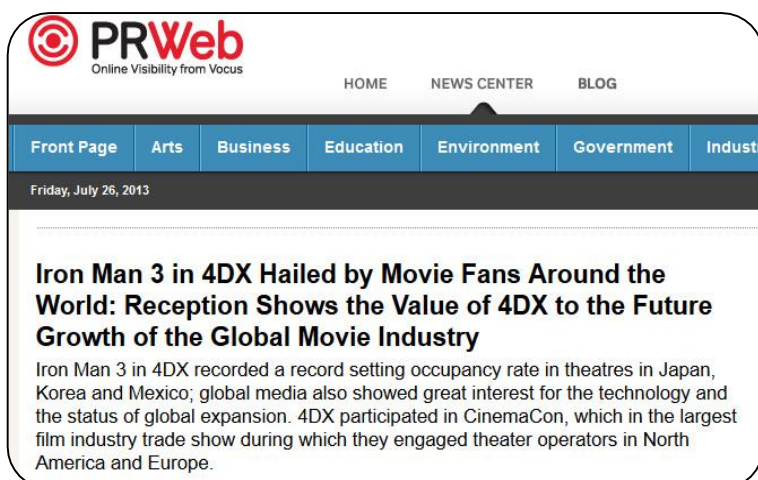 PRWeb
Online Visibility from Vocus
HOME NEWS CENTER BLOG
Front Page Arts Business Education Environment Government Industr
Friday, July 26, 2013
Iron Man 3 in 4DX Hailed by Movie Fans Around the
World: Reception Shows the Value of 4DX to the Future
Growth of the Global Movie Industry
Iron Man 3 in 4DX recorded a record setting occupancy rate in theatres in Japan,
Korea and Mexico; global media also showed great interest for the technology and
the status of global expansion. 4DX participated in CinemaCon, which in the largest
film industry trade show during which they engaged theater operators in North
America and Europe.